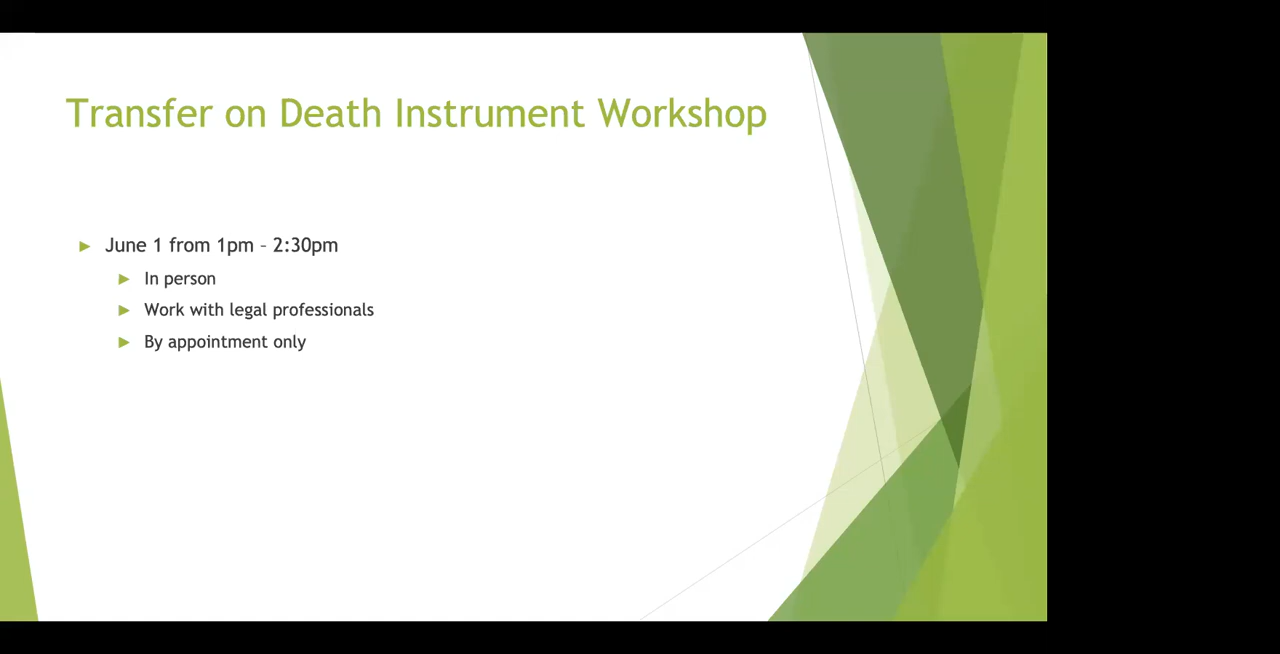 Transfer on Death Instrument Workshop
June 1 from 1pm – 2:30pm
In person
Work with legal professionals
By appointment only